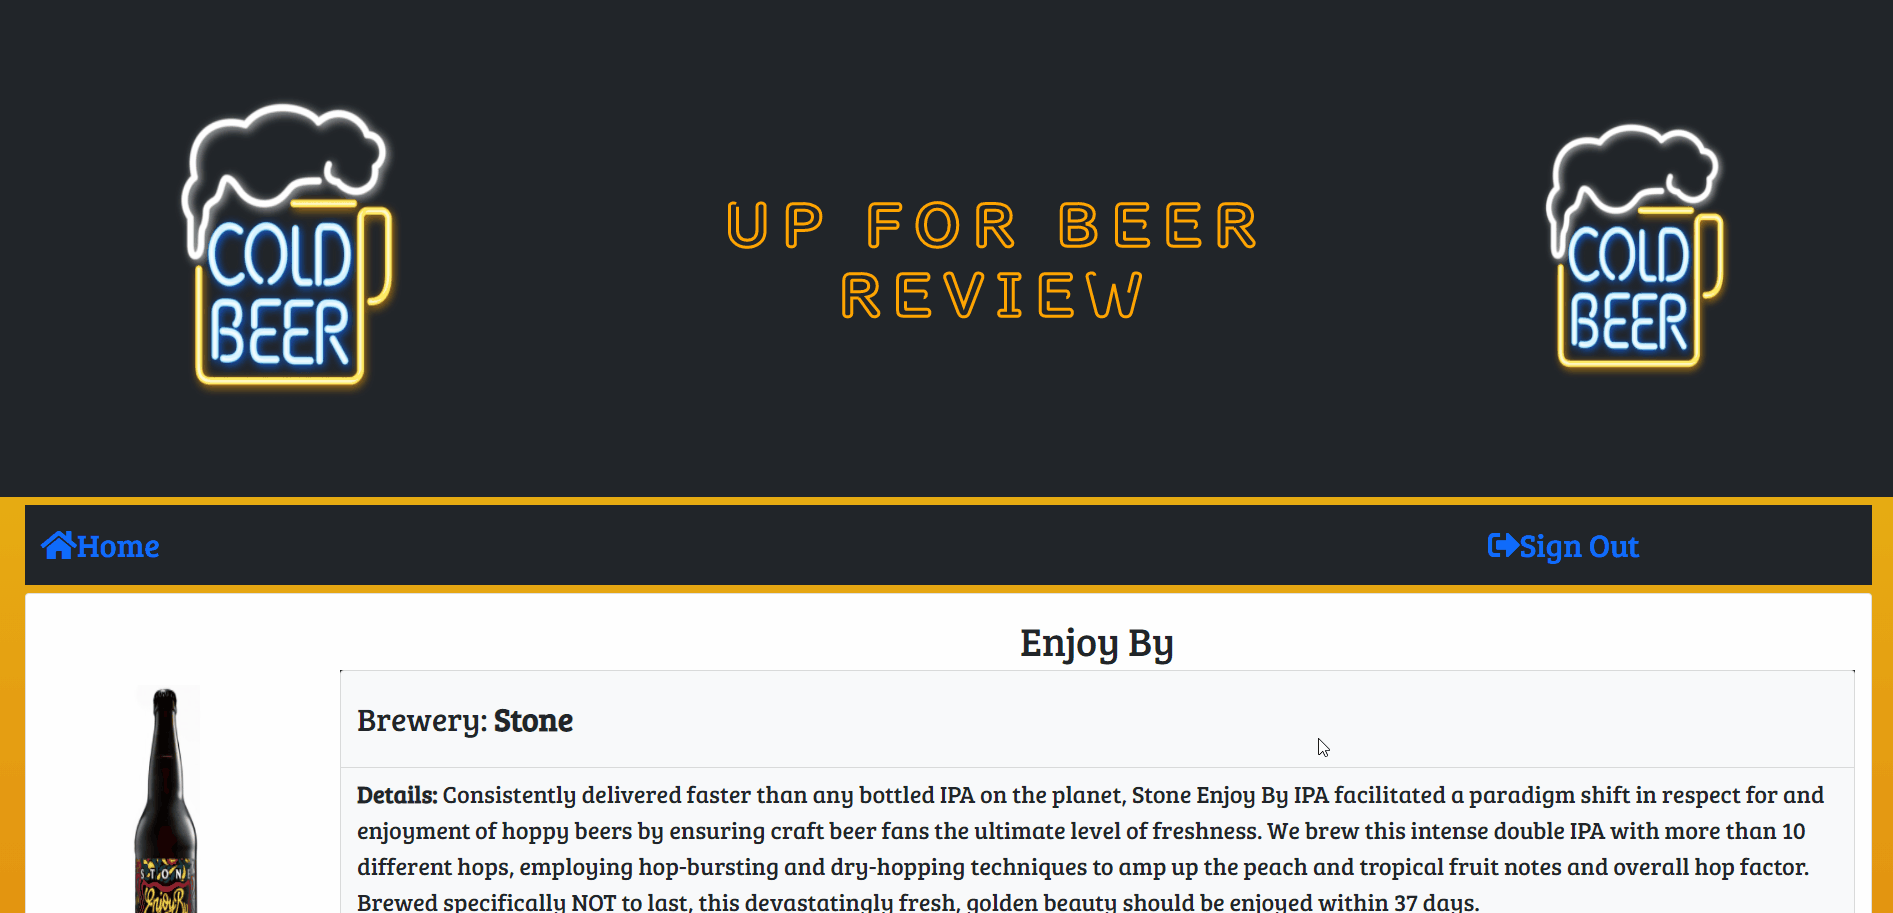 COLD
BEER
UP FOR BEER
REVIEW
COLD
BEER
Home
Sign Out
Enjoy By
Brewery: Stone
Details: Consistently delivered faster than any bottled IPA on the planet, Stone Enjoy By IPA facilitated a paradigm shift in respect for and
enjoyment of hoppy beers by ensuring craft beer fans the ultimate level of freshness. We brew this intense double IPA with more than 10
different hops, employing hop-bursting and dry-hopping techniques to amp up the peach and tropical fruit notes and overall hop factor.
Brewed specifically NOT to last, this devastatingly fresh, golden beauty should be enjoyed within 37 days.
STONE
Enjoy By